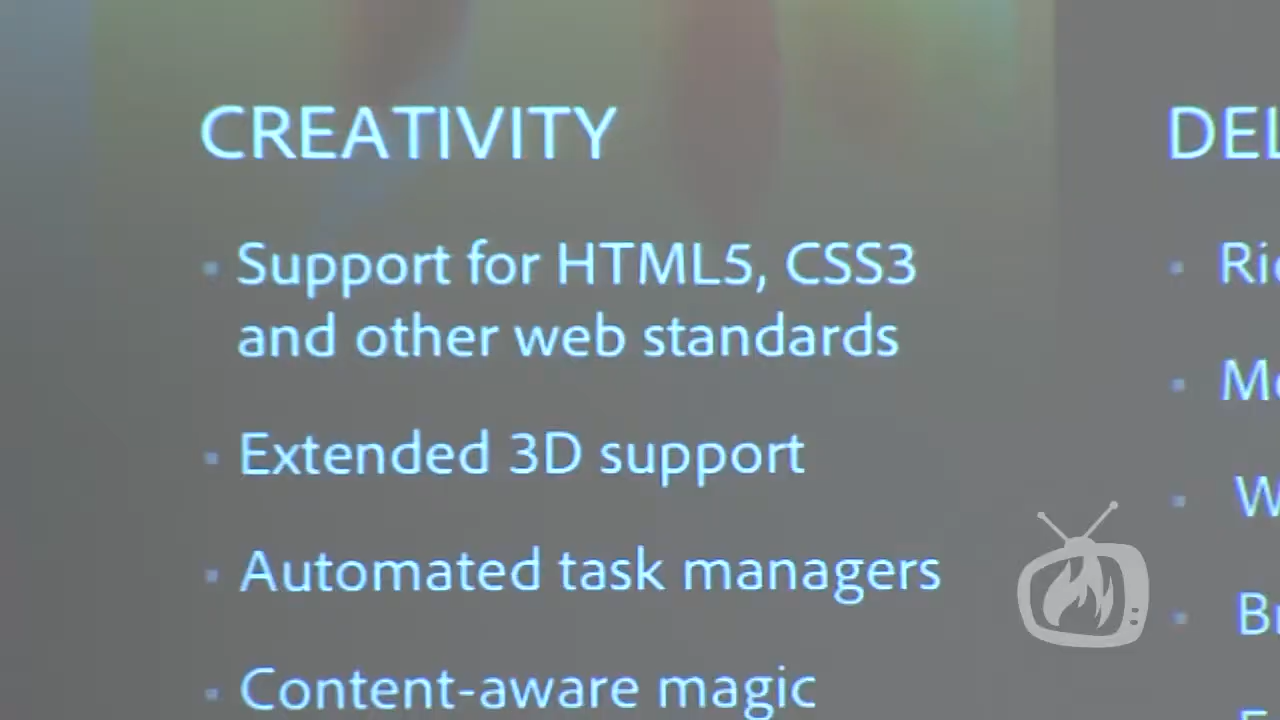 CREATIVITY
Support for HTML5, CSS3
and other web standards
Extended 3D support
Automated task managers
Content-aware magic